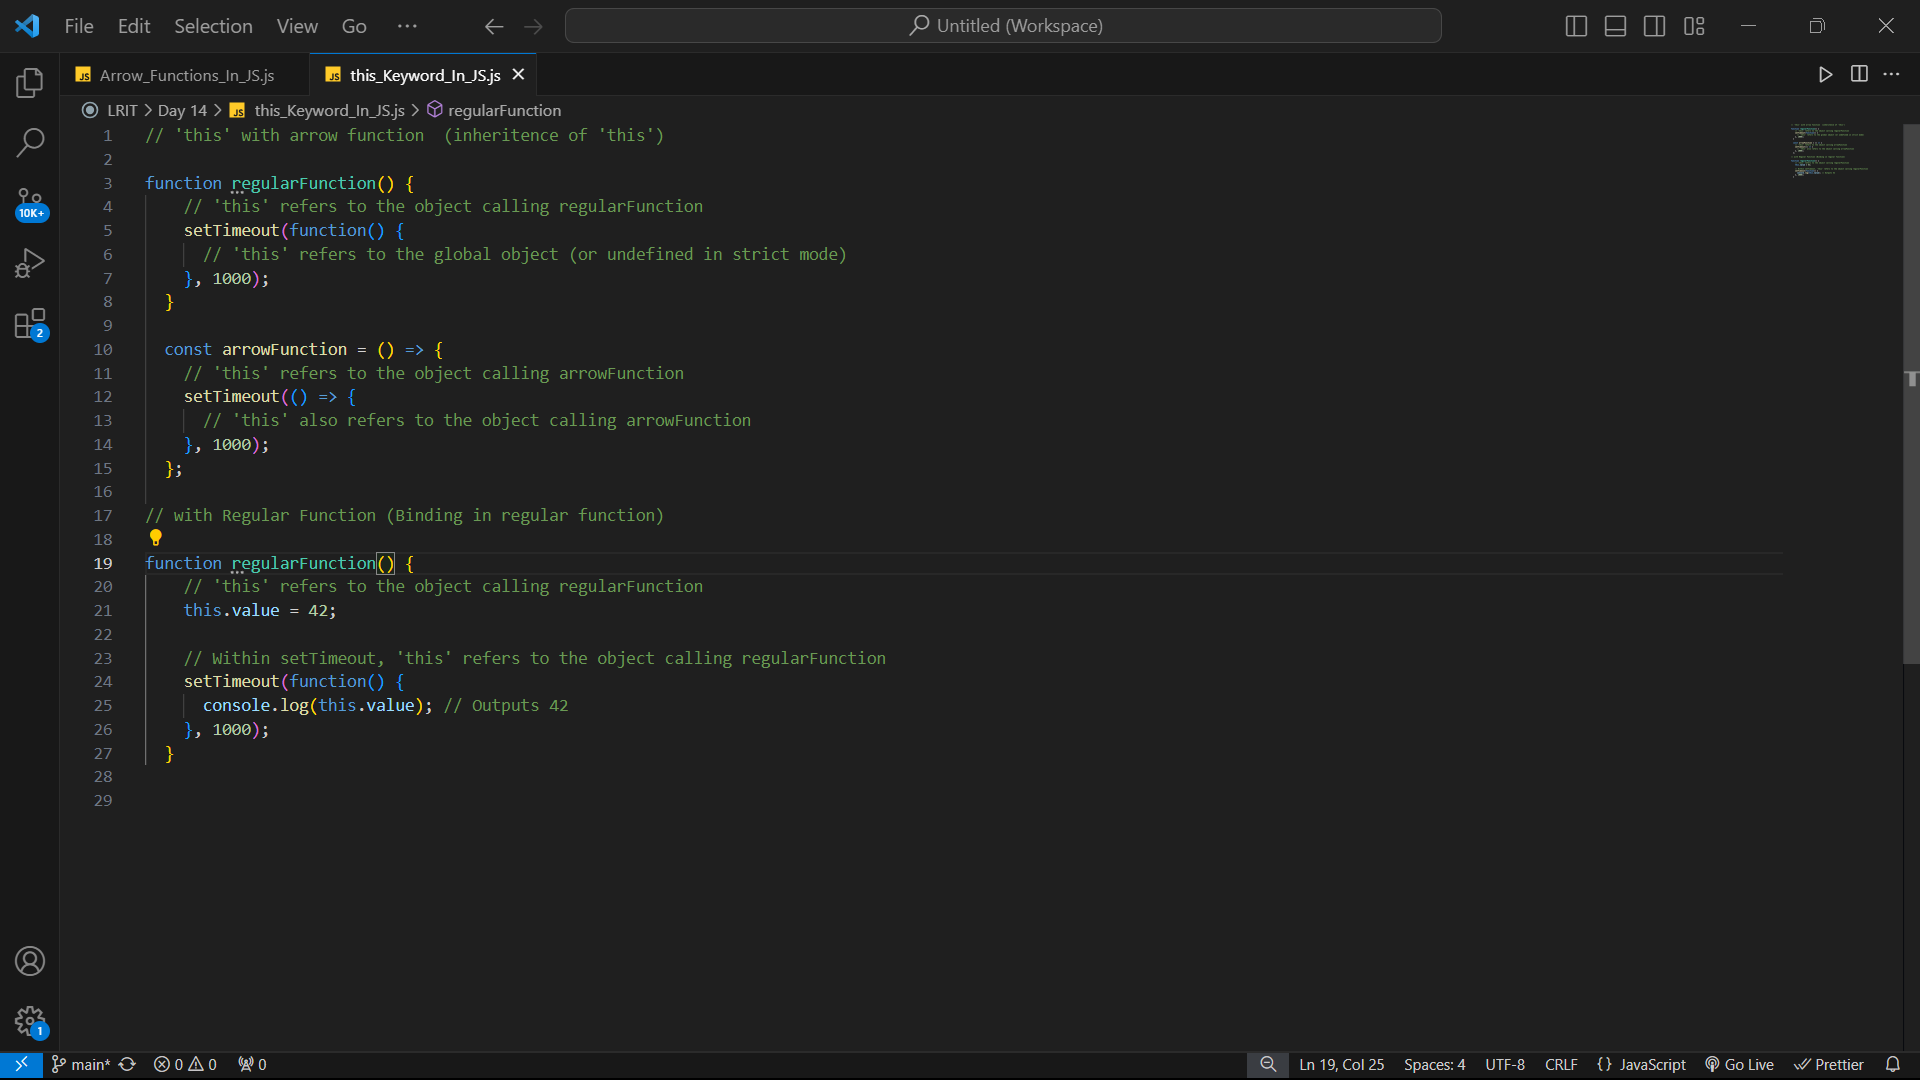 File Edit Selection View Go ... Untitled (Workspace)
Arrow_Functions_In_JS.js this_Keyword_In_JS.js
LRIT > Day 14 > JS this_Keyword_In_JS.js > regularFunction
1 // 'this' with arrow function  (inheritence of 'this')
2
3 function regularFunction() {
4     // 'this' refers to the object calling regularFunction
5     setTimeout(function() {
6       // 'this' refers to the global object (or undefined in strict mode)
7     }, 1000);
8   }
9
10   const arrowFunction = () => {
11     // 'this' refers to the object calling arrowFunction
12     setTimeout(() => {
13       // 'this' also refers to the object calling arrowFunction
14     }, 1000);
15   };
16
17 // with Regular Function (Binding in regular function)
18
19 function regularFunction() {
20     // 'this' refers to the object calling regularFunction
21     this.value = 42;
22
23     // Within setTimeout, 'this' refers to the object calling regularFunction
24     setTimeout(function() {
25       console.log(this.value); // Outputs 42
26     }, 1000);
27   }
28
29
10K+
2
1
main* 0 0 0 Ln 19, Col 25 Spaces: 4 UTF-8 CRLF {} JavaScript Go Live Prettier